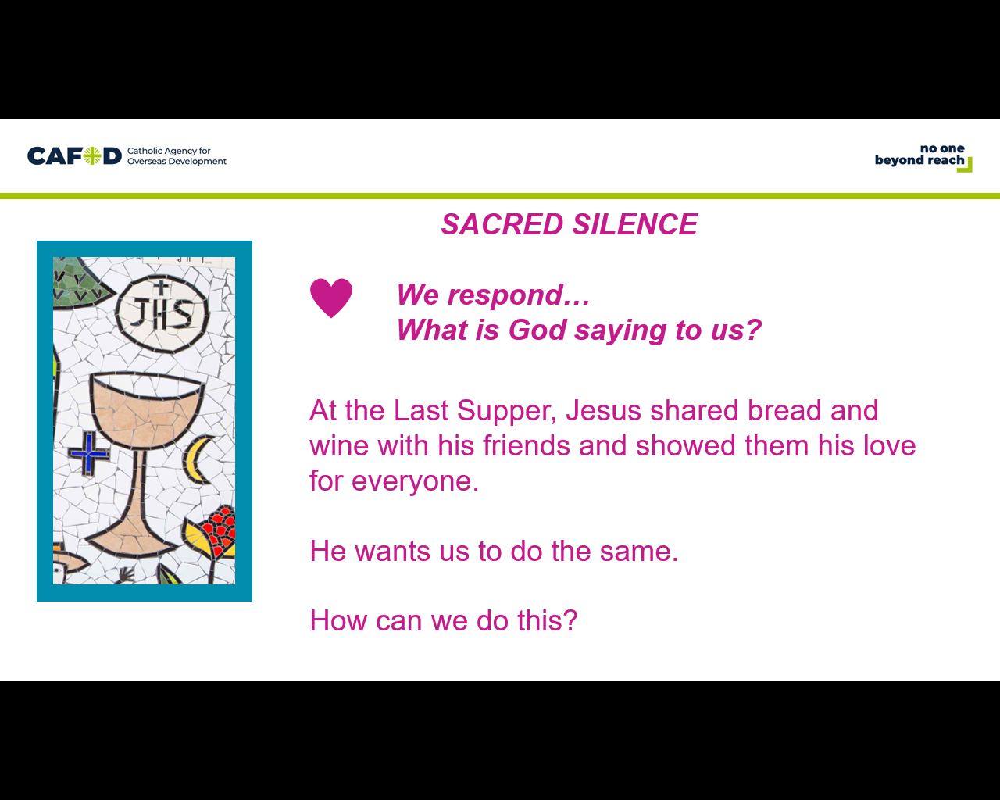 CAFOD Catholic Agency for
Overseas Development
no one
beyond reach
SACRED SILENCE
We respond…
What is God saying to us?
JHS
At the Last Supper, Jesus shared bread and
wine with his friends and showed them his love
for everyone.
He wants us to do the same.
How can we do this?